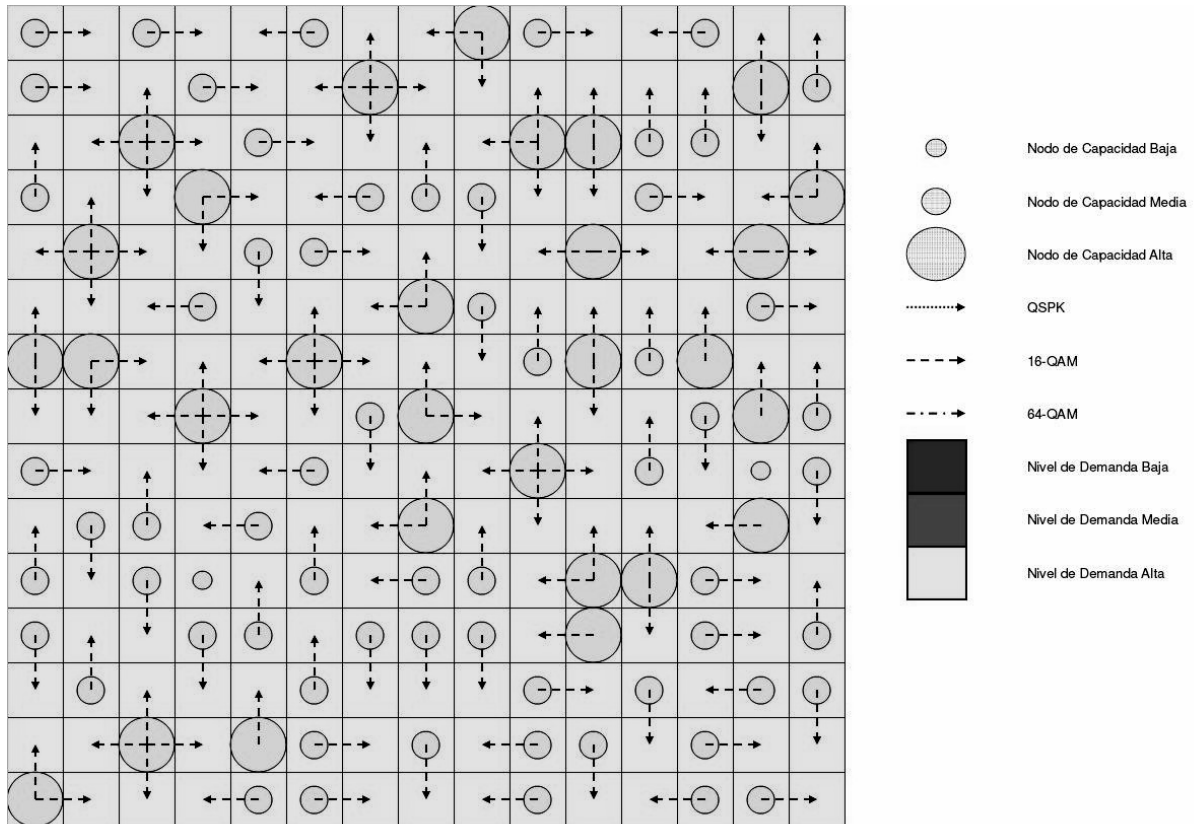 Nodo de Capacidad Baja
Nodo de Capacidad Media
Nodo de Capacidad Alta
QSPK
16-QAM
64-QAM
Nivel de Demanda Baja
Nivel de Demanda Media
Nivel de Demanda Alta